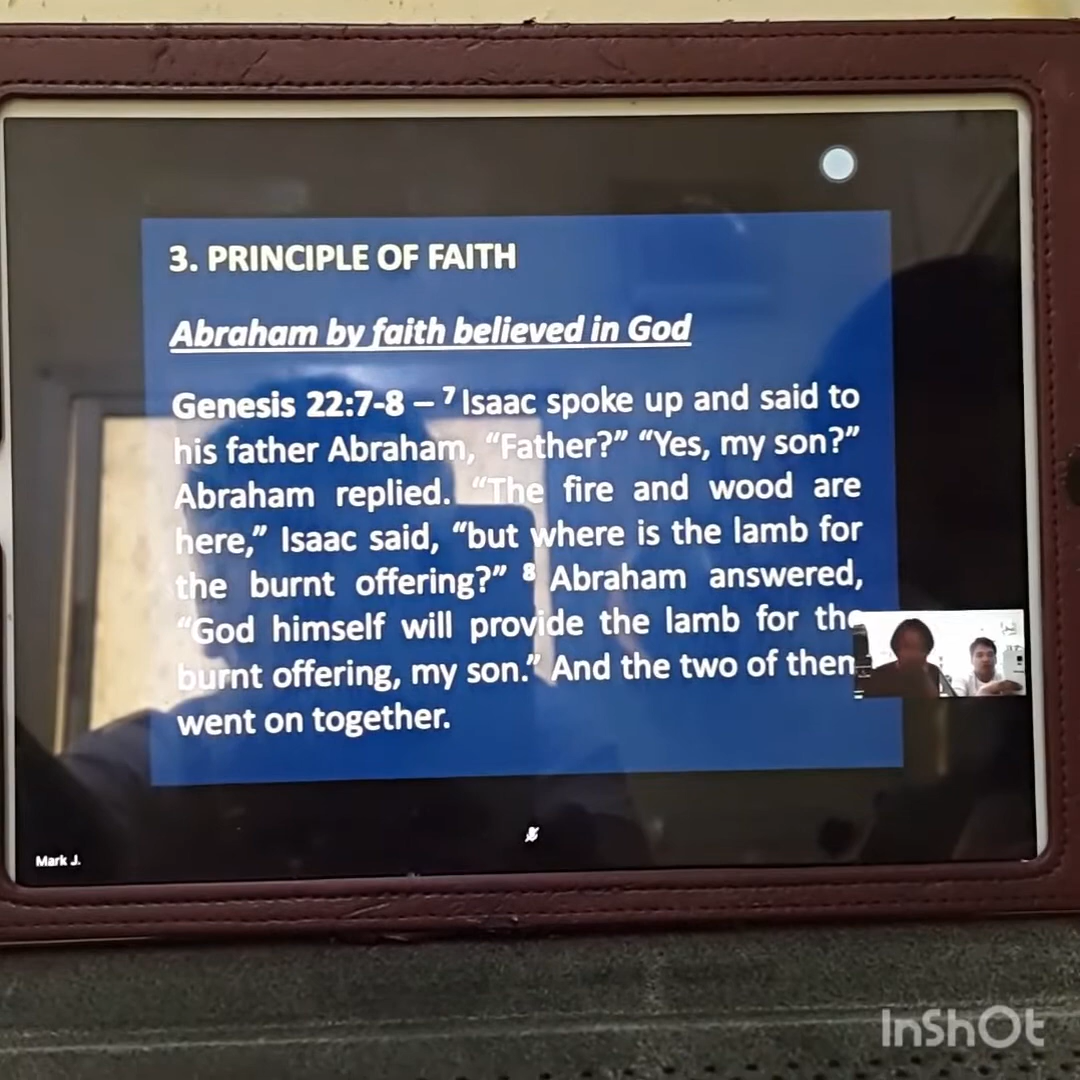 3. PRINCIPLE OF FAITH
Abraham by faith believed in God
Genesis 22:7-8 – ⁷ Isaac spoke up and said to
his father Abraham, “Father?” “Yes, my son?”
Abraham replied. “The fire and wood are
here,” Isaac said, “but where is the lamb for
the burnt offering?” ⁸ Abraham answered,
“God himself will provide the lamb for the
burnt offering, my son.” And the two of them
went on together.
Mark J.
InShOt